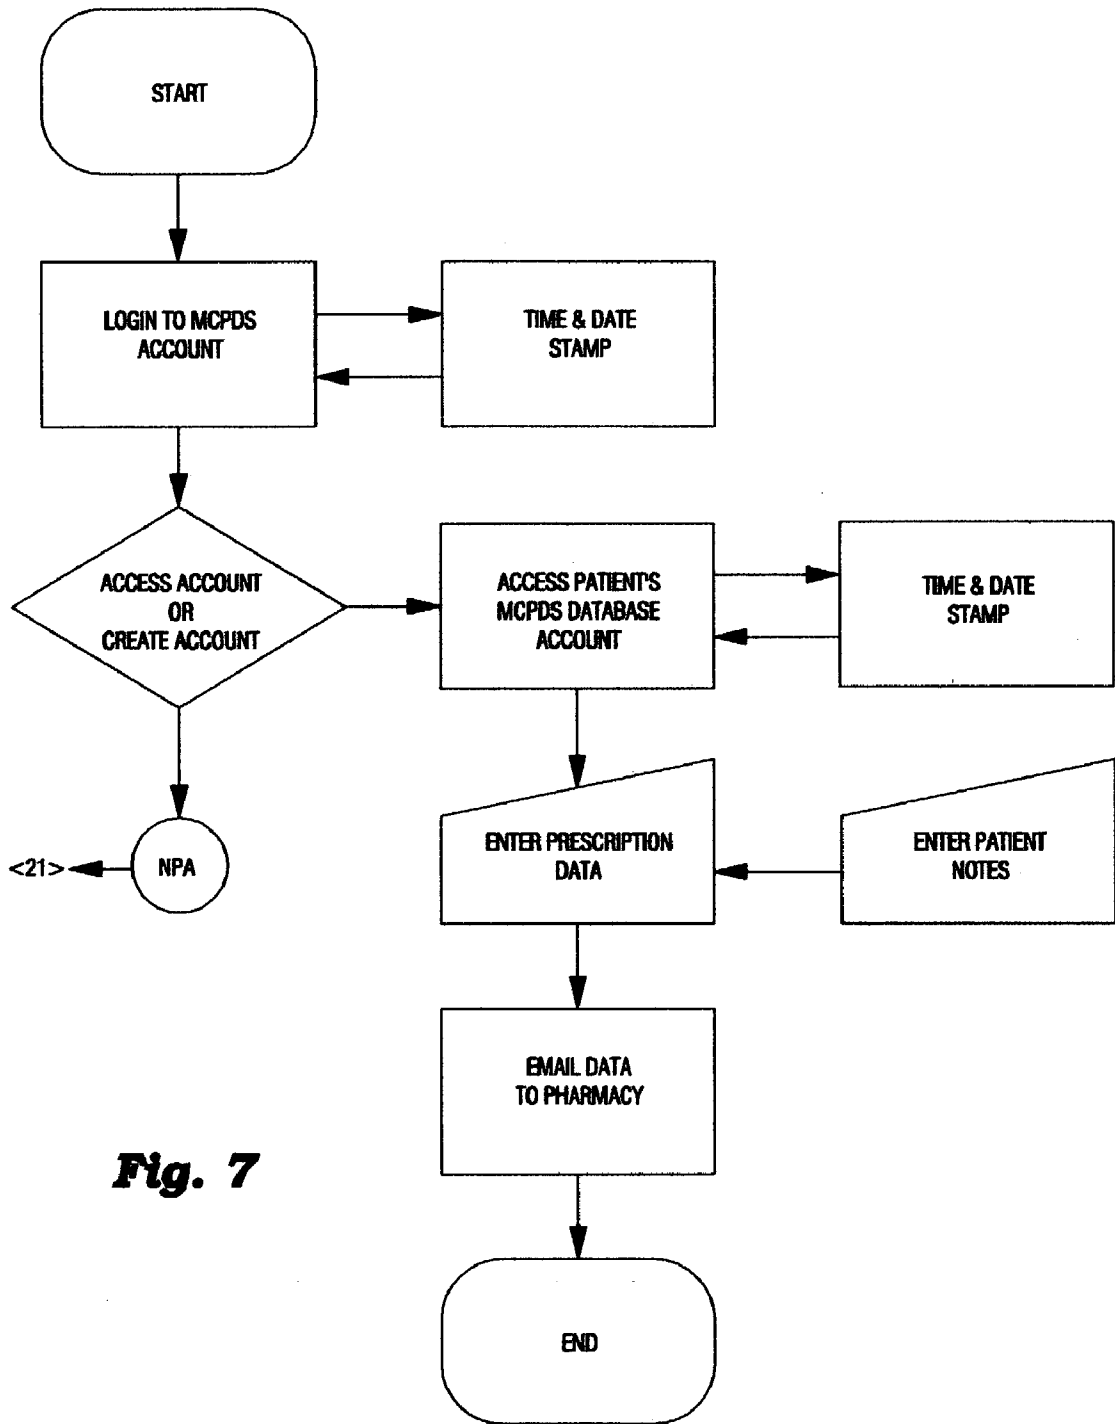 START
LOGIN TO MCPDS
ACCOUNT
TIME & DATE
STAMP
ACCESS ACCOUNT
OR
CREATE ACCOUNT
ACCESS PATIENT'S
MCPDS DATABASE
ACCOUNT
TIME & DATE
STAMP
<21>
NPA
ENTER PRESCRIPTION
DATA
ENTER PATIENT
NOTES
EMAIL DATA
TO PHARMACY
Fig. 7
END